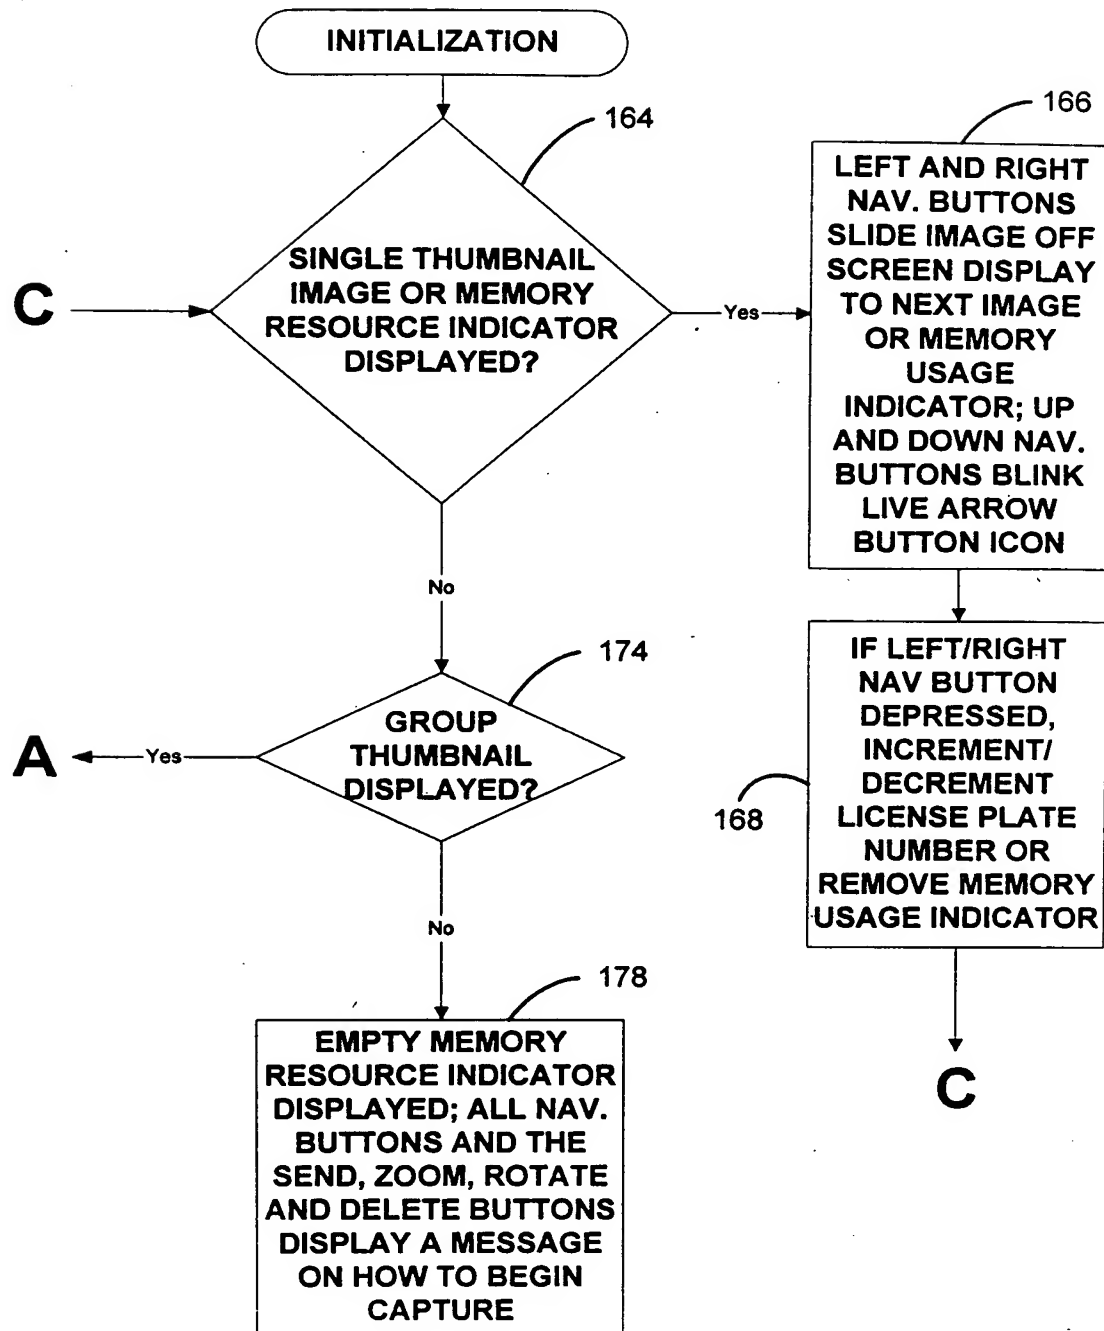 INITIALIZATION
164
SINGLE THUMBNAIL
IMAGE OR MEMORY
RESOURCE INDICATOR
DISPLAYED?
C
Yes
166
LEFT AND RIGHT
NAV. BUTTONS
SLIDE IMAGE OFF
SCREEN DISPLAY
TO NEXT IMAGE
OR MEMORY
USAGE
INDICATOR; UP
AND DOWN NAV.
BUTTONS BLINK
LIVE ARROW
BUTTON ICON
No
174
GROUP
THUMBNAIL
DISPLAYED?
Yes
A
168
IF LEFT/RIGHT
NAV BUTTON
DEPRESSED,
INCREMENT/
DECREMENT
LICENSE PLATE
NUMBER OR
REMOVE MEMORY
USAGE INDICATOR
C
No
178
EMPTY MEMORY
RESOURCE INDICATOR
DISPLAYED; ALL NAV.
BUTTONS AND THE
SEND, ZOOM, ROTATE
AND DELETE BUTTONS
DISPLAY A MESSAGE
ON HOW TO BEGIN
CAPTURE